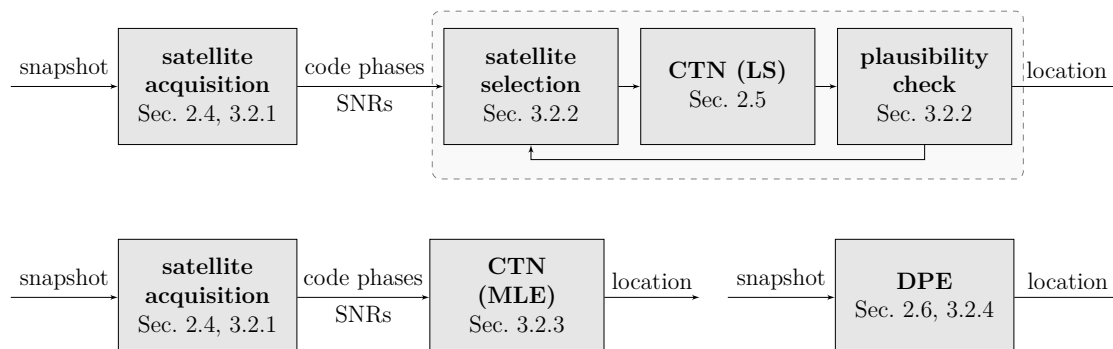 snapshot
satellite
acquisition
Sec. 2.4, 3.2.1
code phases
SNRs
satellite
selection
Sec. 3.2.2
CTN (LS)
Sec. 2.5
plausibility
check
Sec. 3.2.2
location
snapshot
satellite
acquisition
Sec. 2.4, 3.2.1
code phases
SNRs
CTN
(MLE)
Sec. 3.2.3
location
snapshot
DPE
Sec. 2.6, 3.2.4
location